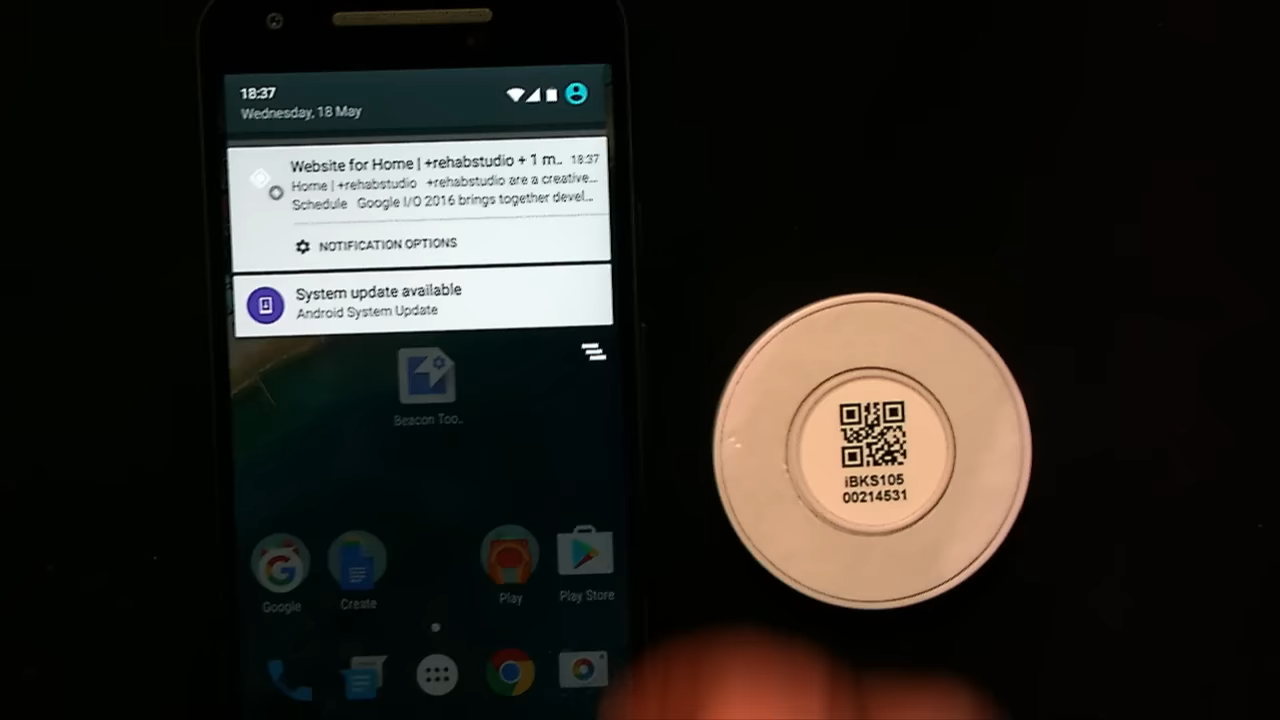 18:37
Wednesday, 18 May
Website for Home | +rehabstudio + 1 m.. 18:37
Home | +rehabstudio +rehabstudio are a creative...
Schedule Google I/O 2016 brings together devel...
NOTIFICATION OPTIONS
System update available
Android System Update
Beacon Too..
Google
Create
Play
Play Store
iBKS105
00214531